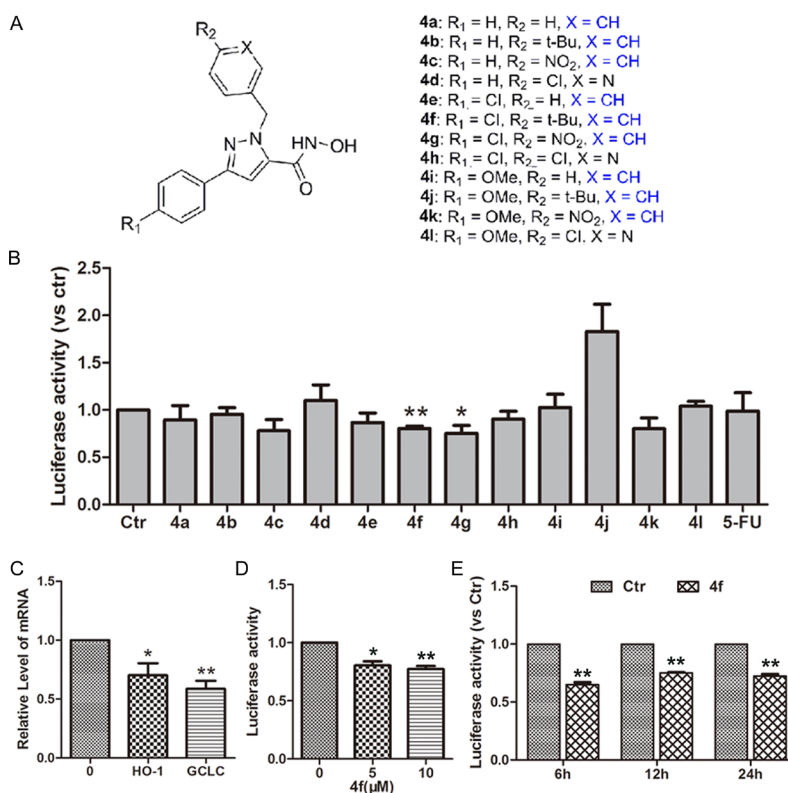 A
R2
X
N
N
HN-OH
O
R1
4a: R1 = H, R2 = H, X = CH
4b: R1 = H, R2 = t-Bu, X = CH
4c: R1 = H, R2 = NO2, X = CH
4d: R1 = H, R2 = Cl, X = N
4e: R1 = Cl, R2 = H, X = CH
4f: R1 = Cl, R2 = t-Bu, X = CH
4g: R1 = Cl, R2 = NO2, X = CH
4h: R1 = Cl, R2 = Cl, X = N
4i: R1 = OMe, R2 = H, X = CH
4j: R1 = OMe, R2 = t-Bu, X = CH
4k: R1 = OMe, R2 = NO2, X = CH
4l: R1 = OMe, R2 = Cl, X = N
B
Luciferase activity (vs ctr)
2.5
2.0
1.5
1.0
0.5
0.0
** *
Ctr 4a 4b 4c 4d 4e 4f 4g 4h 4i 4j 4k 4l 5-FU
C
Relative Level of mRNA
1.5
1.0
0.5
0.0
* **
0 HO-1 GCLC
D
Luciferase activity
1.5
1.0
0.5
0.0
* **
0 5 10
4f(μM)
E
Luciferase activity (vs Ctr)
1.5
1.0
0.5
0.0
Ctr 4f
** ** **
6h 12h 24h